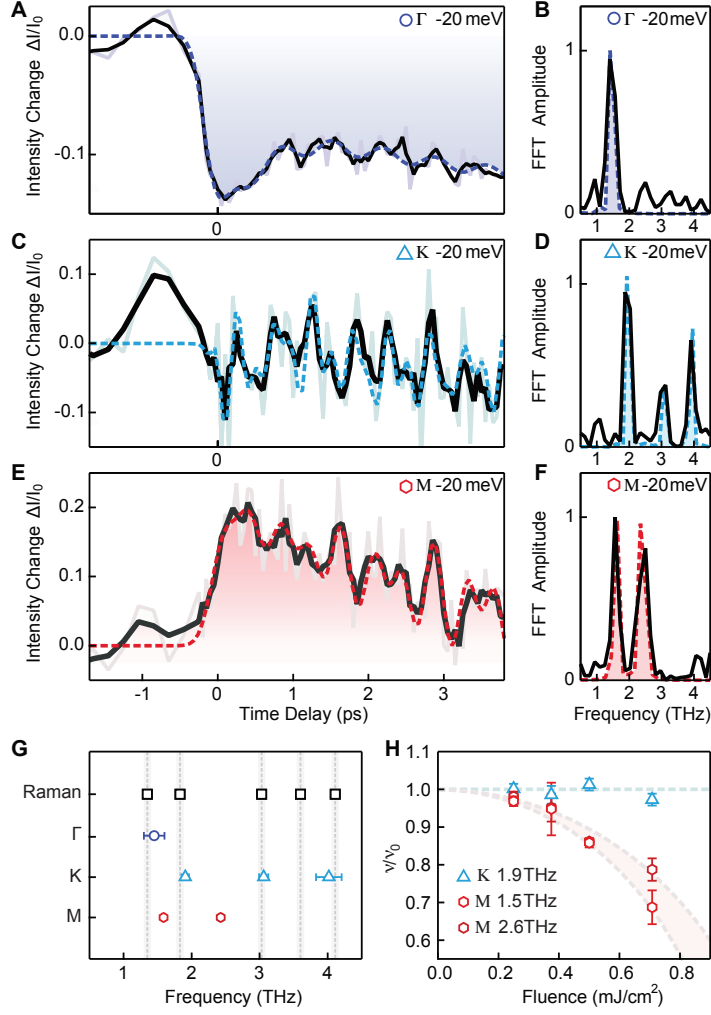 A
Γ -20 meV
Intensity Change ΔI/I0
0.0
-0.1
0
B
Γ -20 meV
FFT Amplitude
1
0
1 2 3 4
C
K -20 meV
Intensity Change ΔI/I0
0.1
0.0
-0.1
0
D
K -20 meV
FFT Amplitude
1
0
1 2 3 4
E
M -20 meV
Intensity Change ΔI/I0
0.2
0.1
0.0
-1 0 1 2 3
Time Delay (ps)
F
M -20 meV
FFT Amplitude
1
0
1 2 3 4
Frequency (THz)
G
Raman
Γ
K
M
1 2 3 4
Frequency (THz)
H
ν/ν0
1.1
1.0
0.9
0.8
0.7
0.6
K 1.9THz
M 1.5THz
M 2.6THz
0.0 0.2 0.4 0.6 0.8
Fluence (mJ/cm²)